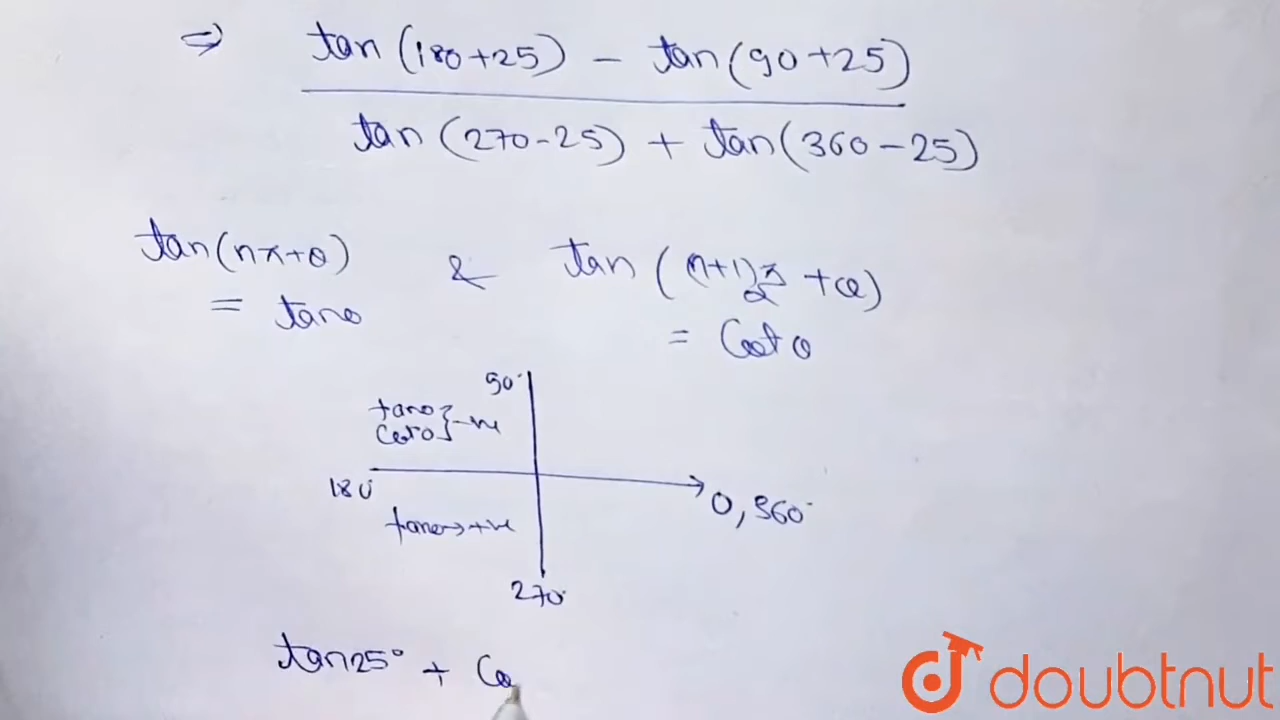 ⇒ tan(180+25) − tan(90+25)
tan(270-25) + tan(360-25)
tan(nπ+θ) & tan((n+1)π/2 + θ)
= tanθ = Cot θ
90°
tanθ
Cotθ } -ve
180
0, 360°
tanθ→+ve
270°
tan25° + Co
doubtnut